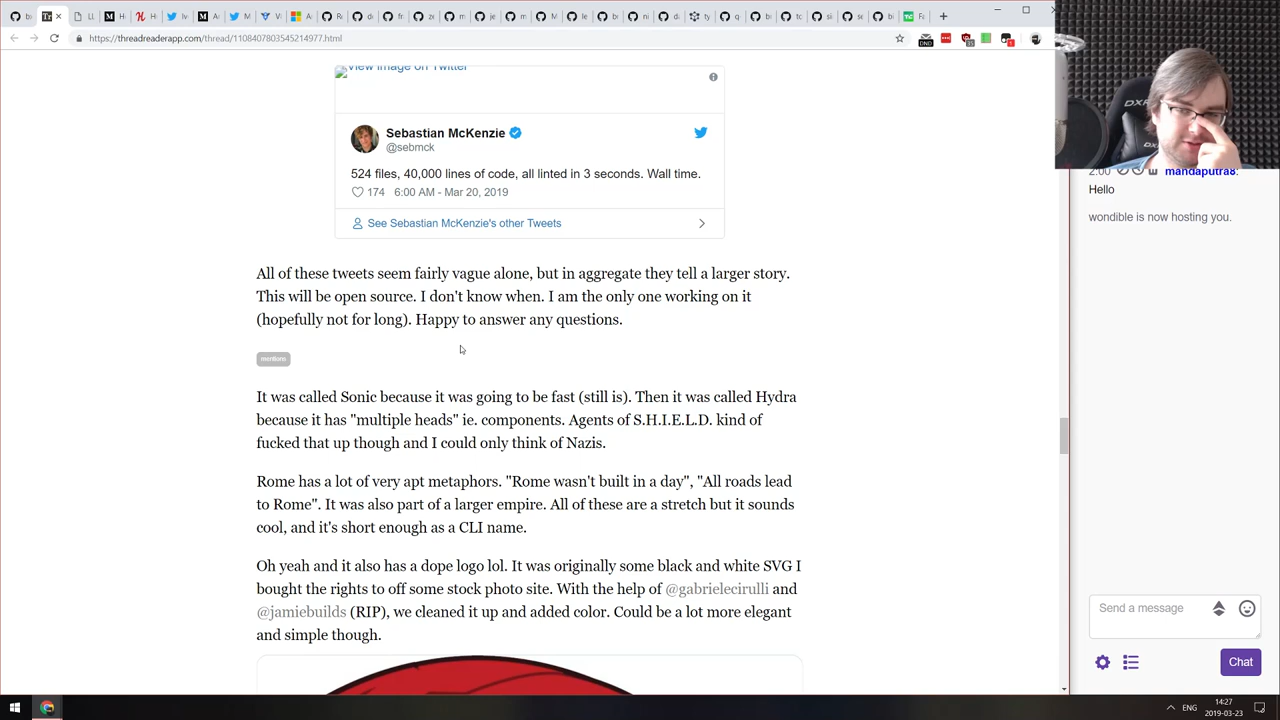 https://threadreaderapp.com/thread/1108407803545214977.html
View image on Twitter
Sebastian McKenzie
@sebmck
524 files, 40,000 lines of code, all linted in 3 seconds. Wall time.
174 6:00 AM - Mar 20, 2019
See Sebastian McKenzie's other Tweets
All of these tweets seem fairly vague alone, but in aggregate they tell a larger story.
This will be open source. I don't know when. I am the only one working on it
(hopefully not for long). Happy to answer any questions.
mentions
It was called Sonic because it was going to be fast (still is). Then it was called Hydra
because it has "multiple heads" ie. components. Agents of S.H.I.E.L.D. kind of
fucked that up though and I could only think of Nazis.
Rome has a lot of very apt metaphors. "Rome wasn't built in a day", "All roads lead
to Rome". It was also part of a larger empire. All of these are a stretch but it sounds
cool, and it's short enough as a CLI name.
Oh yeah and it also has a dope logo lol. It was originally some black and white SVG I
bought the rights to off some stock photo site. With the help of @gabrielecirulli and
@jamiebuilds (RIP), we cleaned it up and added color. Could be a lot more elegant
and simple though.
2:00 mandaputra8:
Hello
wondible is now hosting you.
Send a message
Chat
ENG
14:27
2019-03-23